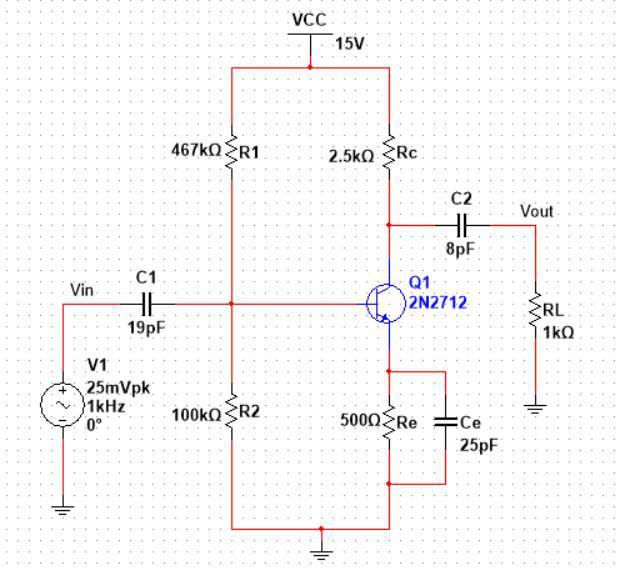 VCC
15V
467kΩ R1
2.5kΩ Rc
C2
Vout
8pF
Q1
2N2712
C1
Vin
19pF
RL
1kΩ
V1
25mVpk
1kHz
0°
100kΩ R2
500Ω Re
Ce
25pF